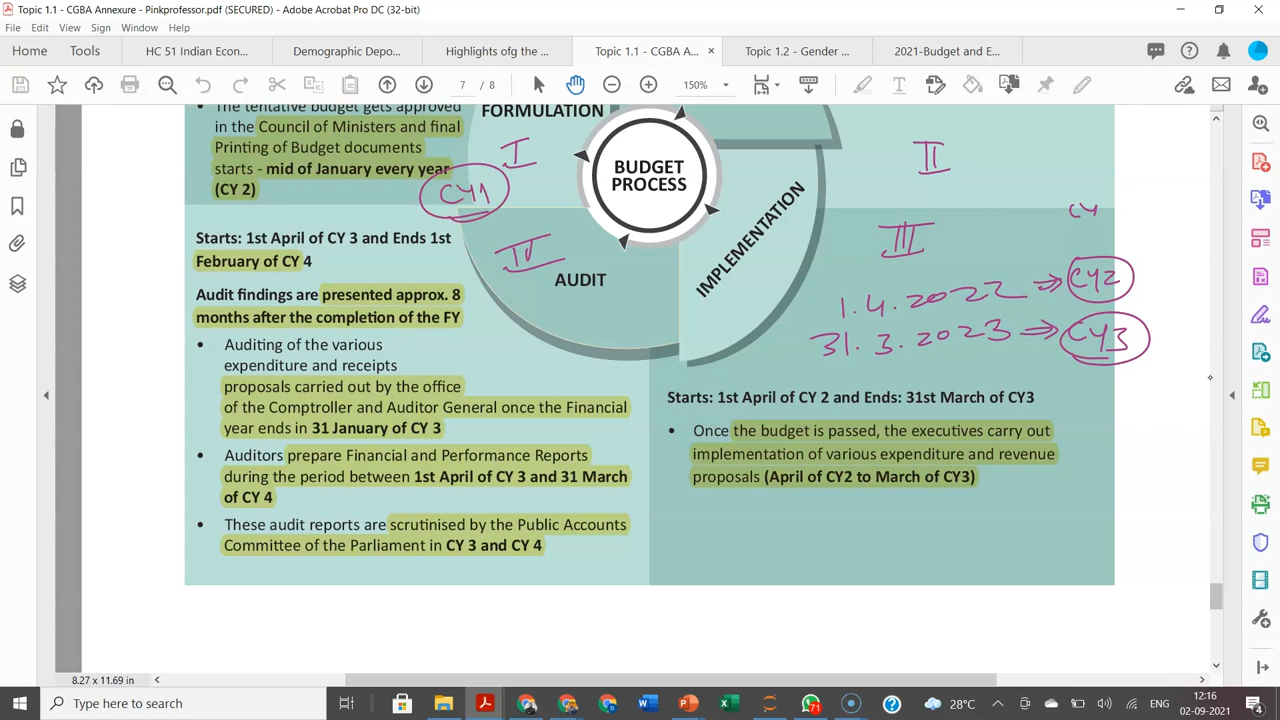 Topic 1.1 - CGBA Annexure - Pinkprofessor.pdf (SECURED) - Adobe Acrobat Pro DC (32-bit)
File Edit View Sign Window Help
Home Tools HC 51 Indian Econ... Demographic Depo... Highlights ofg the ... Topic 1.1 - CGBA A... × Topic 1.2 - Gender ... 2021-Budget and E...
7 / 8 150%
The tentative budget gets approved
in the Council of Ministers and final
Printing of Budget documents
starts - mid of January every year
(CY 2)
FORMULATION
I
CY1
BUDGET
PROCESS
II
CY
Starts: 1st April of CY 3 and Ends 1st
February of CY 4
Audit findings are presented approx. 8
months after the completion of the FY
• Auditing of the various
expenditure and receipts
proposals carried out by the office
of the Comptroller and Auditor General once the Financial
year ends in 31 January of CY 3
• Auditors prepare Financial and Performance Reports
during the period between 1st April of CY 3 and 31 March
of CY 4
• These audit reports are scrutinised by the Public Accounts
Committee of the Parliament in CY 3 and CY 4
IV
AUDIT
IMPLEMENTATION
III
1.4.2022 ⇒ CY2
31.3.2023 ⇒ CY3
Starts: 1st April of CY 2 and Ends: 31st March of CY3
• Once the budget is passed, the executives carry out
implementation of various expenditure and revenue
proposals (April of CY2 to March of CY3)
8.27 x 11.69 in
Type here to search
71
28°C
ENG
12:16
02-09-2021
4